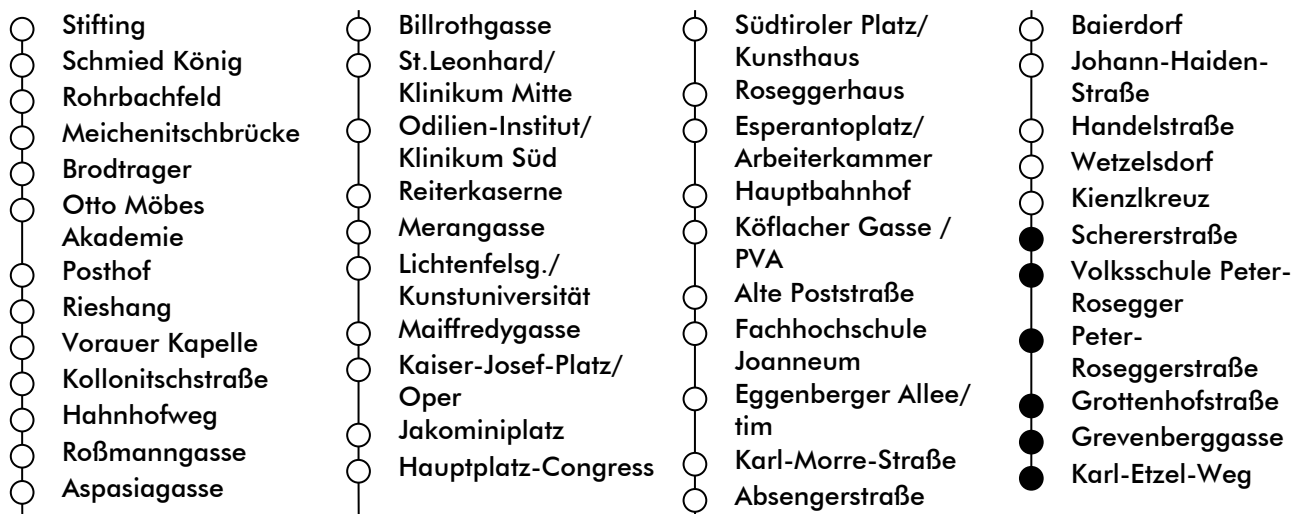 Stifting
Schmied König
Rohrbachfeld
Meichenitschbrücke
Brodtrager
Otto Möbes
Akademie
Posthof
Rieshang
Vorauer Kapelle
Kollonitschstraße
Hahnhofweg
Roßmanngasse
Aspasiagasse
Billrothgasse
St.Leonhard/
Klinikum Mitte
Odilien-Institut/
Klinikum Süd
Reiterkaserne
Merangasse
Lichtenfelsg./
Kunstuniversität
Maiffredygasse
Kaiser-Josef-Platz/
Oper
Jakominiplatz
Hauptplatz-Congress
Südtiroler Platz/
Kunsthaus
Roseggerhaus
Esperantoplatz/
Arbeiterkammer
Hauptbahnhof
Köflacher Gasse /
PVA
Alte Poststraße
Fachhochschule
Joanneum
Eggenberger Allee/
tim
Karl-Morre-Straße
Absengerstraße
Baierdorf
Johann-Haiden-
Straße
Handelstraße
Wetzelsdorf
Kienzlkreuz
Schererstraße
Volksschule Peter-
Rosegger
Peter-
Roseggerstraße
Grottenhofstraße
Grevenberggasse
Karl-Etzel-Weg